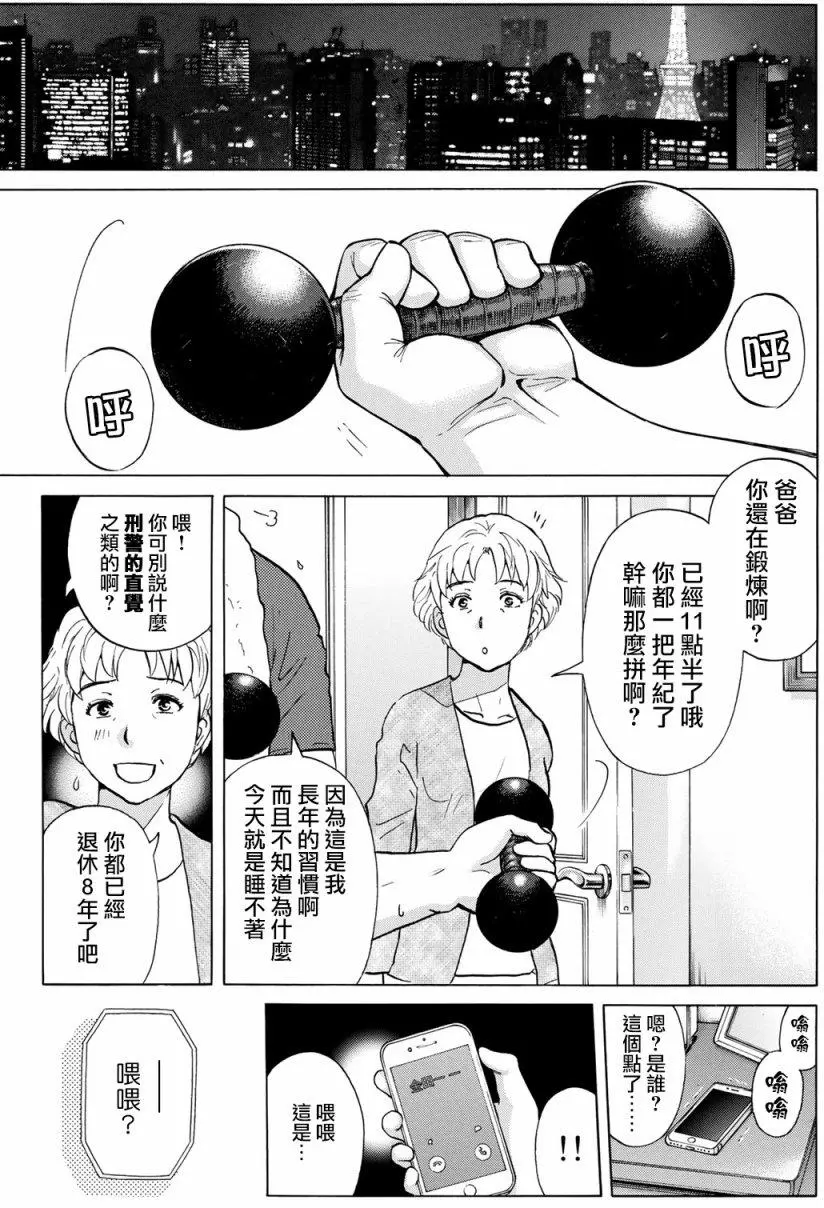 呼
呼
爸爸
你還在鍛煉啊？
已經11點半了哦
你都一把年紀了
幹嘛那麼拼啊？
因為這是我
長年的習慣啊
而且不知道為什麼
今天就是睡不著
喂！
你可別説什麼
刑警的直覺
之類的啊？
你都已經
退休8年了吧
嗡嗡
嗡嗡
嗯？是誰？
這個點了……
!!
金田一 一
喂喂
這是…
——
喂喂？